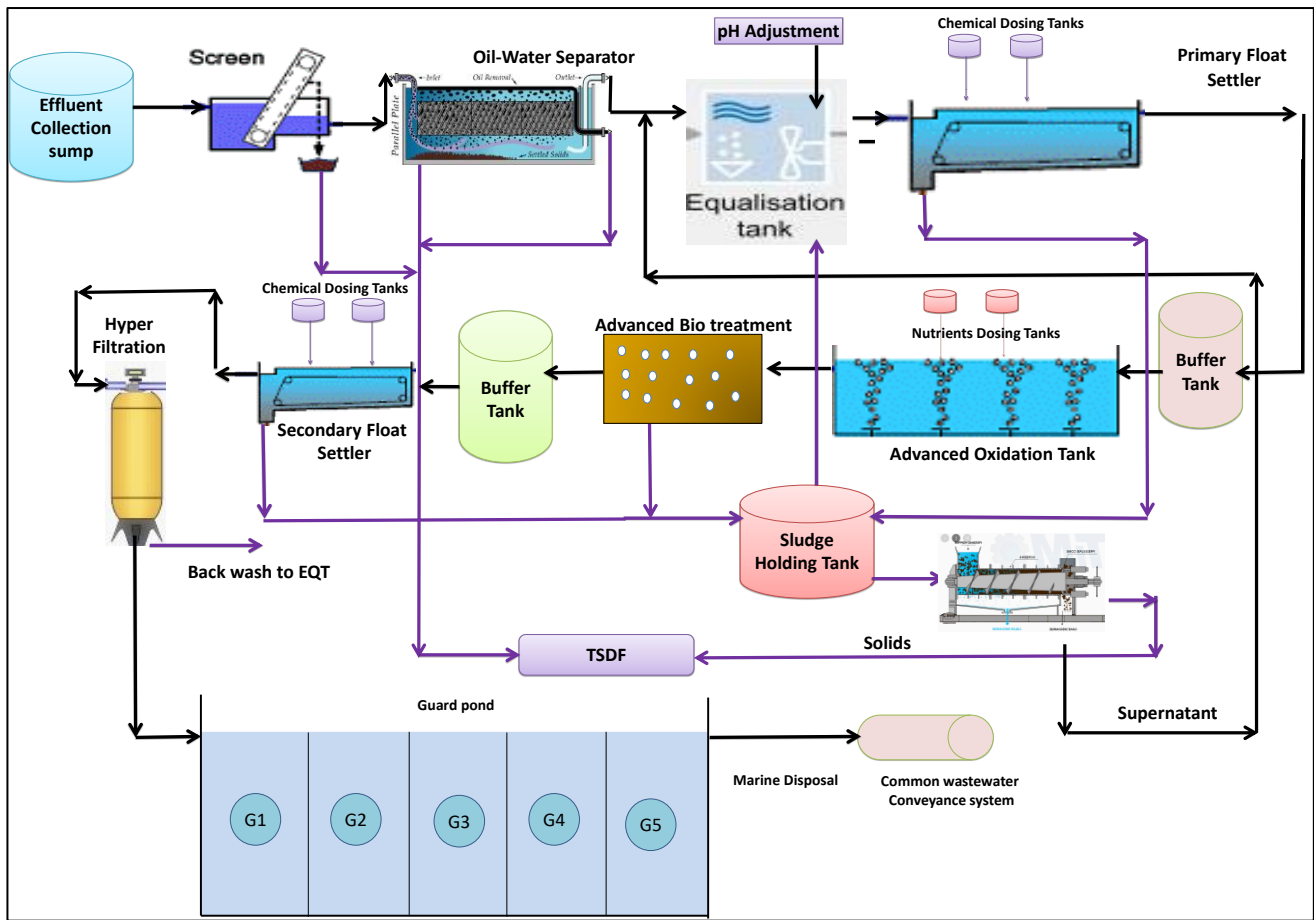 pH Adjustment
Chemical Dosing Tanks
Screen
Oil-Water Separator
Primary Float
Settler
Effluent
Collection
sump
Inlet
Oil Removal
Outlet
Parallel Plate
Settled Solids
Equalisation
tank
Chemical Dosing Tanks
Hyper
Filtration
Advanced Bio treatment
Nutrients Dosing Tanks
Buffer
Tank
Buffer
Tank
Secondary Float
Settler
Advanced Oxidation Tank
Sludge
Holding Tank
Back wash to EQT
TSDF
Solids
Supernatant
Guard pond
Marine Disposal
Common wastewater
Conveyance system
G1
G2
G3
G4
G5